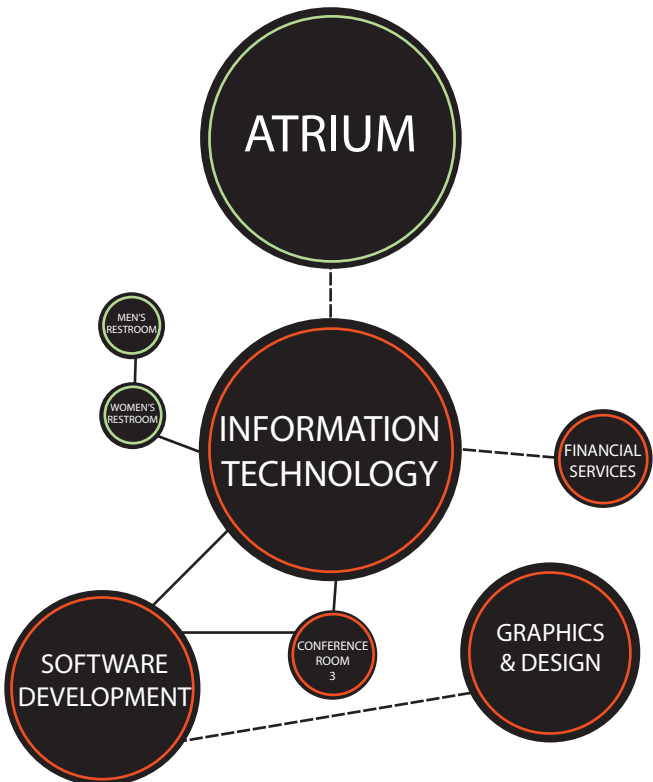 ATRIUM
MEN'S
RESTROOM
WOMEN'S
RESTROOM
INFORMATION
TECHNOLOGY
FINANCIAL
SERVICES
SOFTWARE
DEVELOPMENT
CONFERENCE
ROOM
3
GRAPHICS
& DESIGN